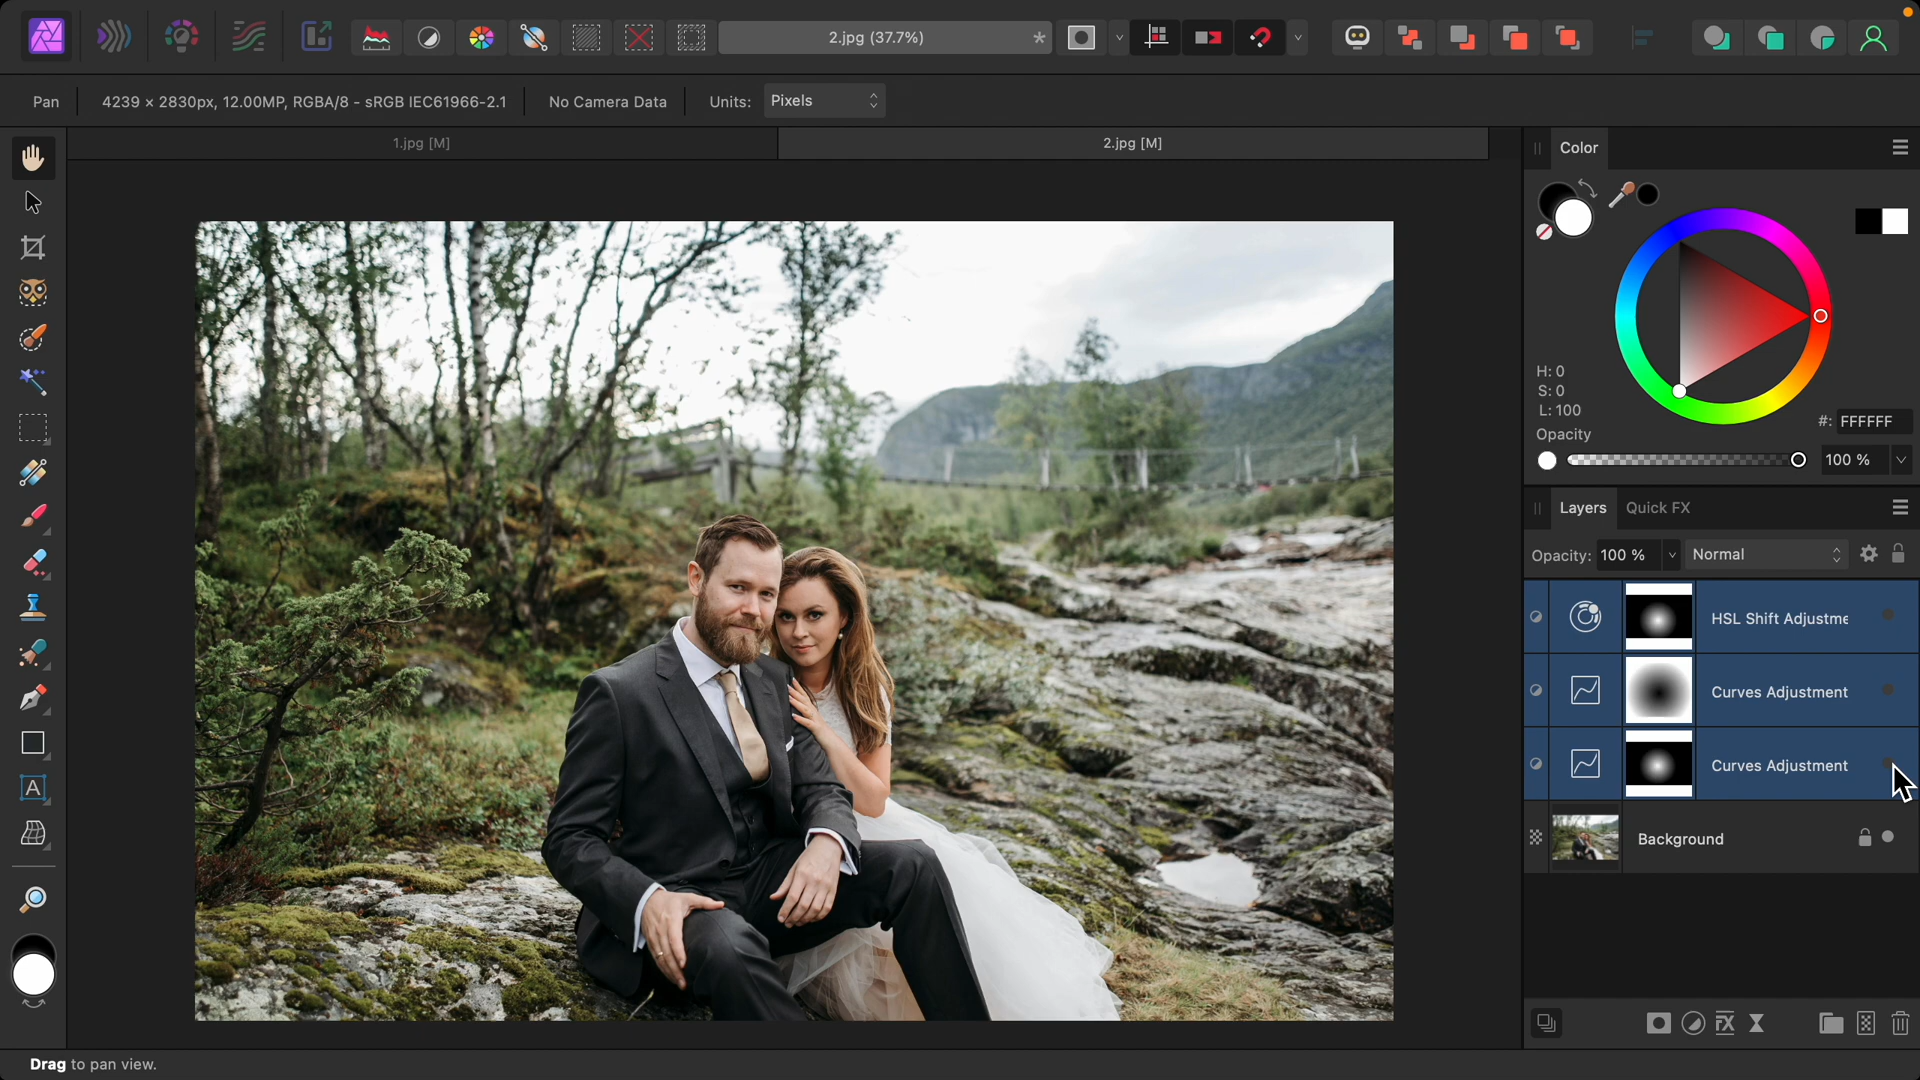 2.jpg (37.7%)
*
Pan
4239 × 2830px, 12.00MP, RGBA/8 - sRGB IEC61966-2.1
No Camera Data
Units:
Pixels
1.jpg [M]
2.jpg [M]
Color
H: 0
S: 0
L: 100
#: FFFFFF
Opacity
100 %
Layers
Quick FX
Opacity: 100 %
Normal
HSL Shift Adjustme
Curves Adjustment
Curves Adjustment
Background
A
FX
Drag to pan view.